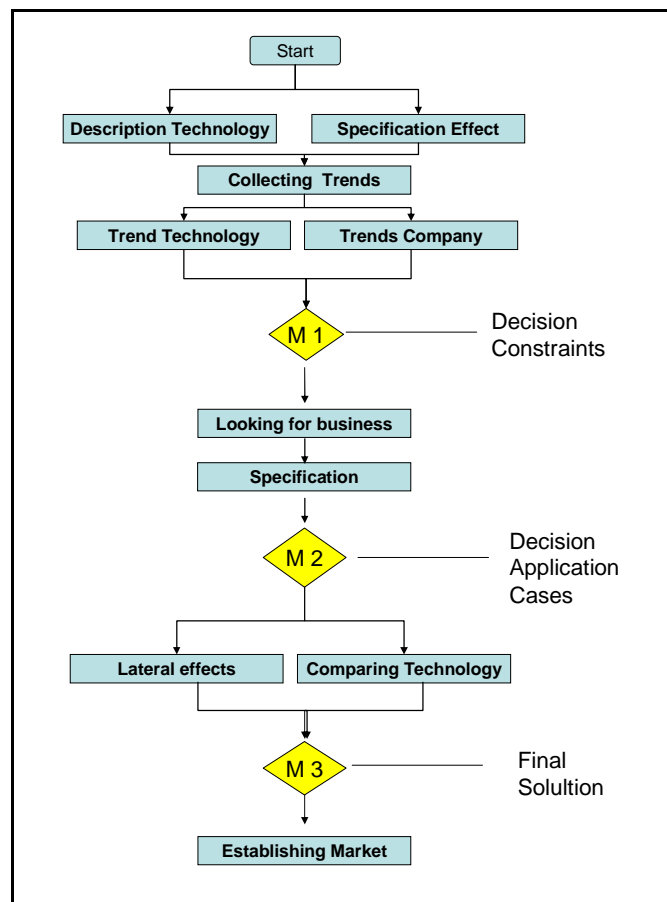 Start
Description Technology
Specification Effect
Collecting Trends
Trend Technology
Trends Company
M 1
Decision
Constraints
Looking for business
Specification
M 2
Decision
Application
Cases
Lateral effects
Comparing Technology
M 3
Final
Solultion
Establishing Market